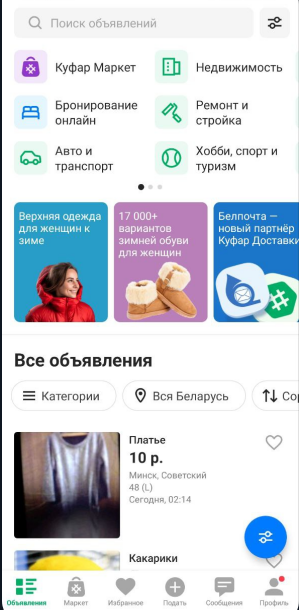 Поиск объявлений
Куфар Маркет
Недвижимость
Бронирование
онлайн
Ремонт и
стройка
Авто и
транспорт
Хобби, спорт и
туризм
Верхняя одежда
для женщин к
зиме
17 000+
вариантов
зимней обуви
для женщин
Белпочта —
новый партнёр
Куфар Доставки
Все объявления
Категории
Вся Беларусь
Сор
Платье
10 р.
Минск, Советский
48 (L)
Сегодня, 02:14
Какарики
Объявления
Маркет
Избранное
Подать
Сообщения
Профиль